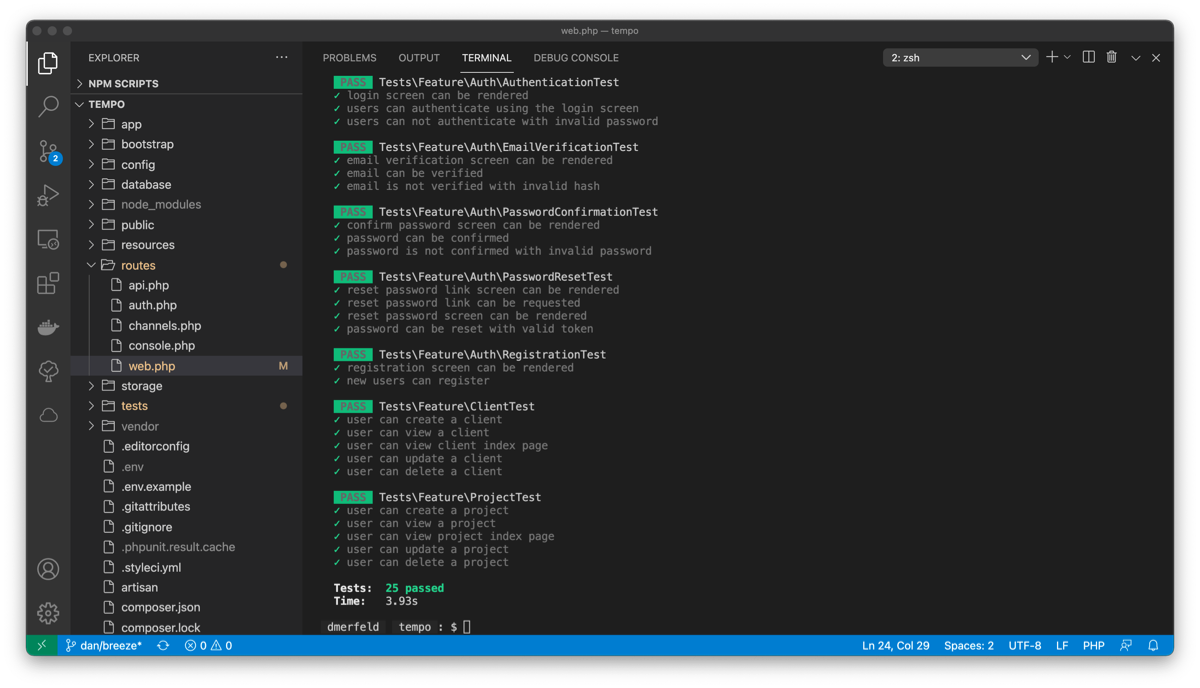 web.php — tempo
EXPLORER
NPM SCRIPTS
TEMPO
app
bootstrap
config
database
node_modules
public
resources
routes
api.php
auth.php
channels.php
console.php
web.php M
storage
tests
vendor
.editorconfig
.env
.env.example
.gitattributes
.gitignore
.phpunit.result.cache
.styleci.yml
artisan
composer.json
composer.lock
2
PROBLEMS OUTPUT TERMINAL DEBUG CONSOLE 2: zsh
PASS Tests\Feature\Auth\AuthenticationTest
✓ login screen can be rendered
✓ users can authenticate using the login screen
✓ users can not authenticate with invalid password
PASS Tests\Feature\Auth\EmailVerificationTest
✓ email verification screen can be rendered
✓ email can be verified
✓ email is not verified with invalid hash
PASS Tests\Feature\Auth\PasswordConfirmationTest
✓ confirm password screen can be rendered
✓ password can be confirmed
✓ password is not confirmed with invalid password
PASS Tests\Feature\Auth\PasswordResetTest
✓ reset password link screen can be rendered
✓ reset password link can be requested
✓ reset password screen can be rendered
✓ password can be reset with valid token
PASS Tests\Feature\Auth\RegistrationTest
✓ registration screen can be rendered
✓ new users can register
PASS Tests\Feature\ClientTest
✓ user can create a client
✓ user can view a client
✓ user can view client index page
✓ user can update a client
✓ user can delete a client
PASS Tests\Feature\ProjectTest
✓ user can create a project
✓ user can view a project
✓ user can view project index page
✓ user can update a project
✓ user can delete a project
Tests: 25 passed
Time: 3.93s
dmerfeld tempo : $
dan/breeze* 0 0 Ln 24, Col 29 Spaces: 2 UTF-8 LF PHP